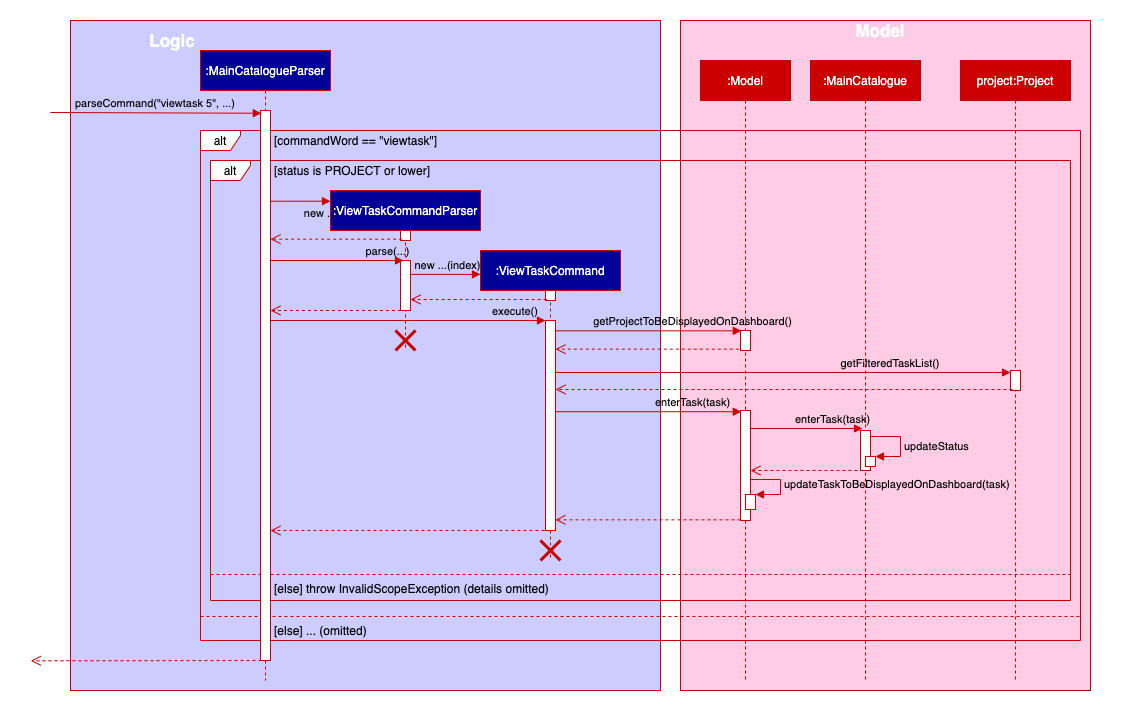 Logic
Model
:MainCatalogueParser
:Model
:MainCatalogue
project:Project
parseCommand("viewtask 5", ...)
alt
[commandWord == "viewtask"]
alt
[status is PROJECT or lower]
new .
:ViewTaskCommandParser
parse(...)
new ...(index)
:ViewTaskCommand
execute()
getProjectToBeDisplayedOnDashboard()
getFilteredTaskList()
enterTask(task)
enterTask(task)
updateStatus
updateTaskToBeDisplayedOnDashboard(task)
[else] throw InvalidScopeException (details omitted)
[else] ... (omitted)